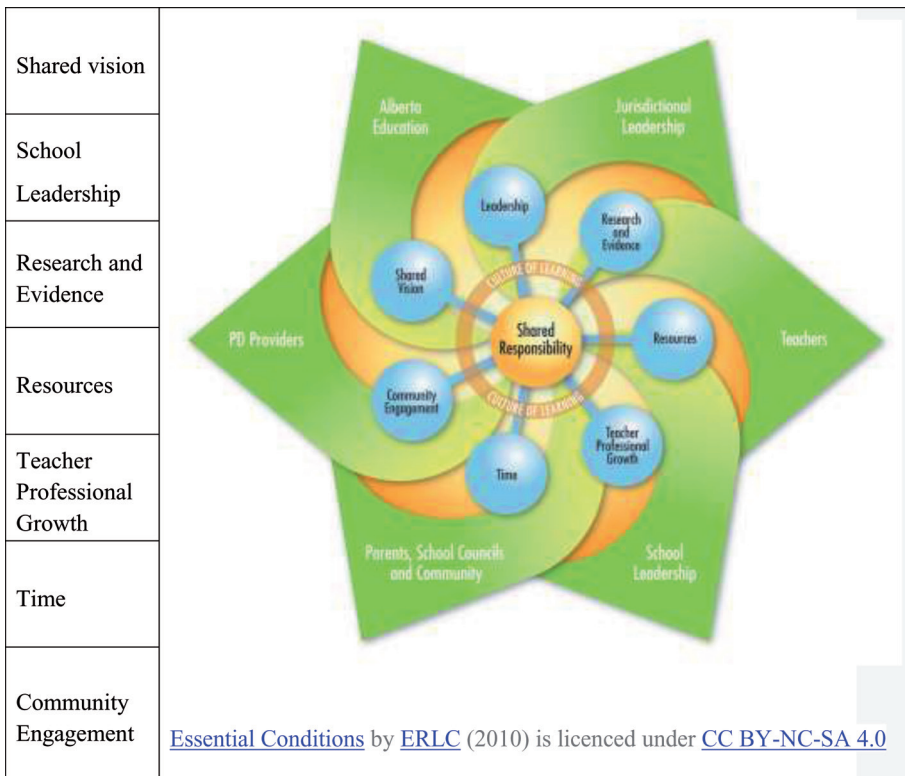 Shared vision
School
Leadership
Research and
Evidence
Resources
Teacher
Professional
Growth
Time
Community
Engagement
Alberta
Education
Jurisdictional
Leadership
Leadership
Research
and
Evidence
Shared
Vision
CULTURE OF LEARNING
Shared
Responsibility
Resources
Teachers
PD Providers
Community
Engagement
CULTURE OF LEARNING
Teacher
Professional
Growth
Time
Parents, School Councils
and Community
School
Leadership
Essential Conditions by ERLC (2010) is licenced under CC BY-NC-SA 4.0